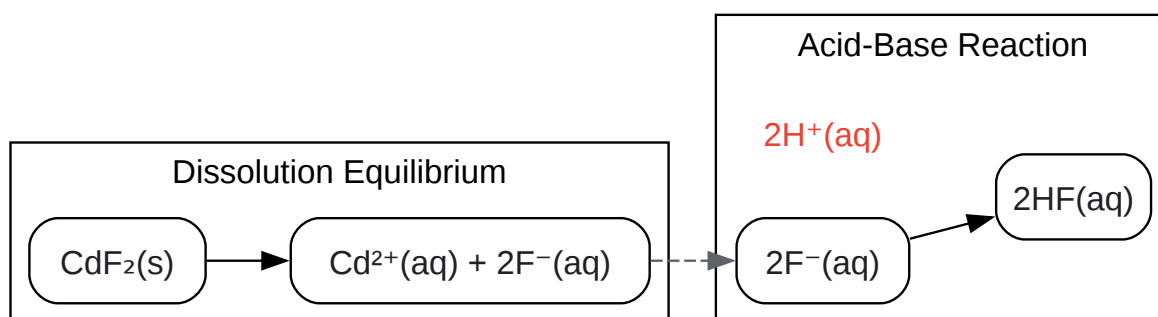 Acid-Base Reaction
2H⁺(aq)
Dissolution Equilibrium
2HF(aq)
CdF₂(s)
Cd²⁺(aq) + 2F⁻(aq)
2F⁻(aq)